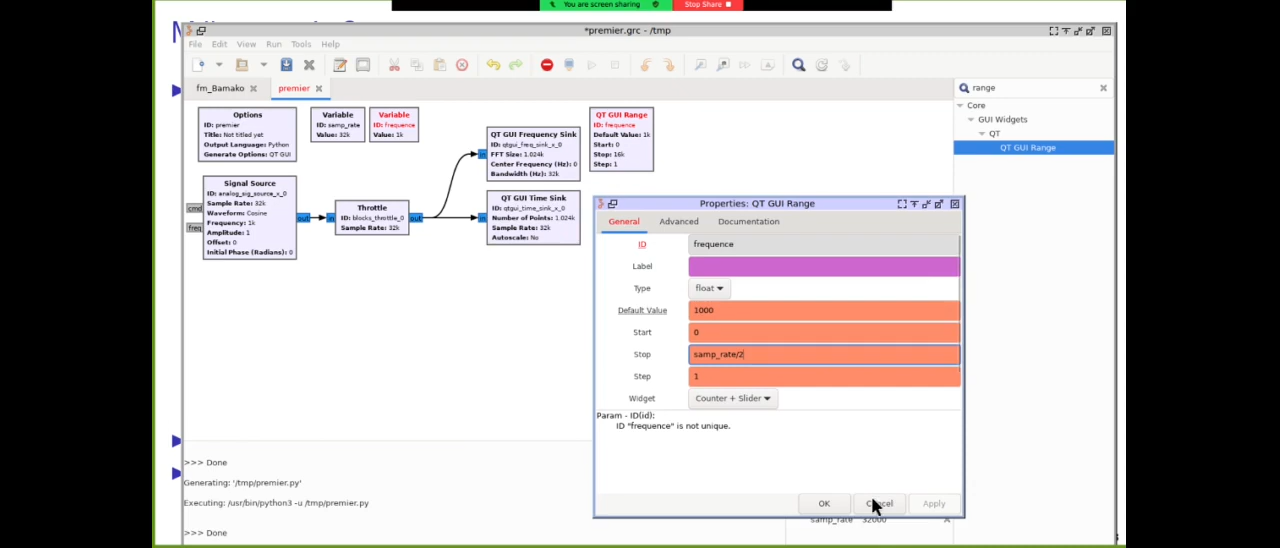 You are screen sharing
Stop Share
*premier.grc - /tmp
File Edit View Run Tools Help
fm_Bamako
premier
range
Core
GUI Widgets
QT
QT GUI Range
Options
ID: premier
Title: Not titled yet
Output Language: Python
Generate Options: QT GUI
Variable
ID: samp_rate
Value: 32k
Variable
ID: frequence
Value: 1k
QT GUI Frequency Sink
ID: qtgui_freq_sink_x_0
FFT Size: 1.024k
Center Frequency (Hz): 0
Bandwidth (Hz): 32k
in
QT GUI Range
ID: frequence
Default Value: 1k
Start: 0
Stop: 16k
Step: 1
Signal Source
ID: analog_sig_source_x_0
Sample Rate: 32k
Waveform: Cosine
Frequency: 1k
Amplitude: 1
Offset: 0
Initial Phase (Radians): 0
cmd
freq
out
Throttle
ID: blocks_throttle_0
Sample Rate: 32k
in
out
QT GUI Time Sink
ID: qtgui_time_sink_x_0
Number of Points: 1.024k
Sample Rate: 32k
Autoscale: No
in
Properties: QT GUI Range
General Advanced Documentation
ID frequence
Label
Type float
Default Value 1000
Start 0
Stop samp_rate/2
Step 1
Widget Counter + Slider
Param - ID(id):
ID "frequence" is not unique.
OK Cancel Apply
>>> Done
Generating: '/tmp/premier.py'
Executing: /usr/bin/python3 -u /tmp/premier.py
>>> Done
samp_rate 32000